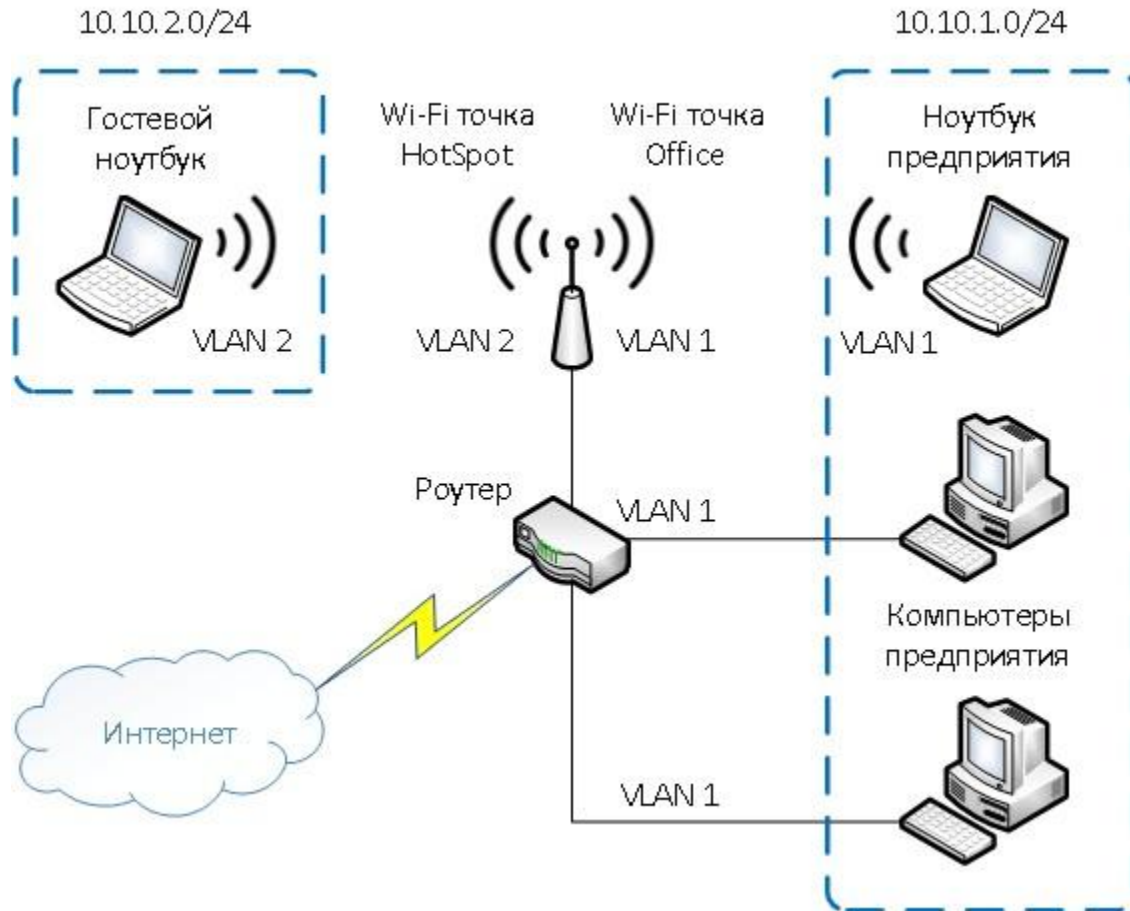 10.10.2.0/24
10.10.1.0/24
Гостевой
ноутбук
Wi-Fi точка
HotSpot
Wi-Fi точка
Office
Ноутбук
предприятия
VLAN 2
VLAN 2
VLAN 1
VLAN 1
Роутер
VLAN 1
Компьютеры
предприятия
Интернет
VLAN 1